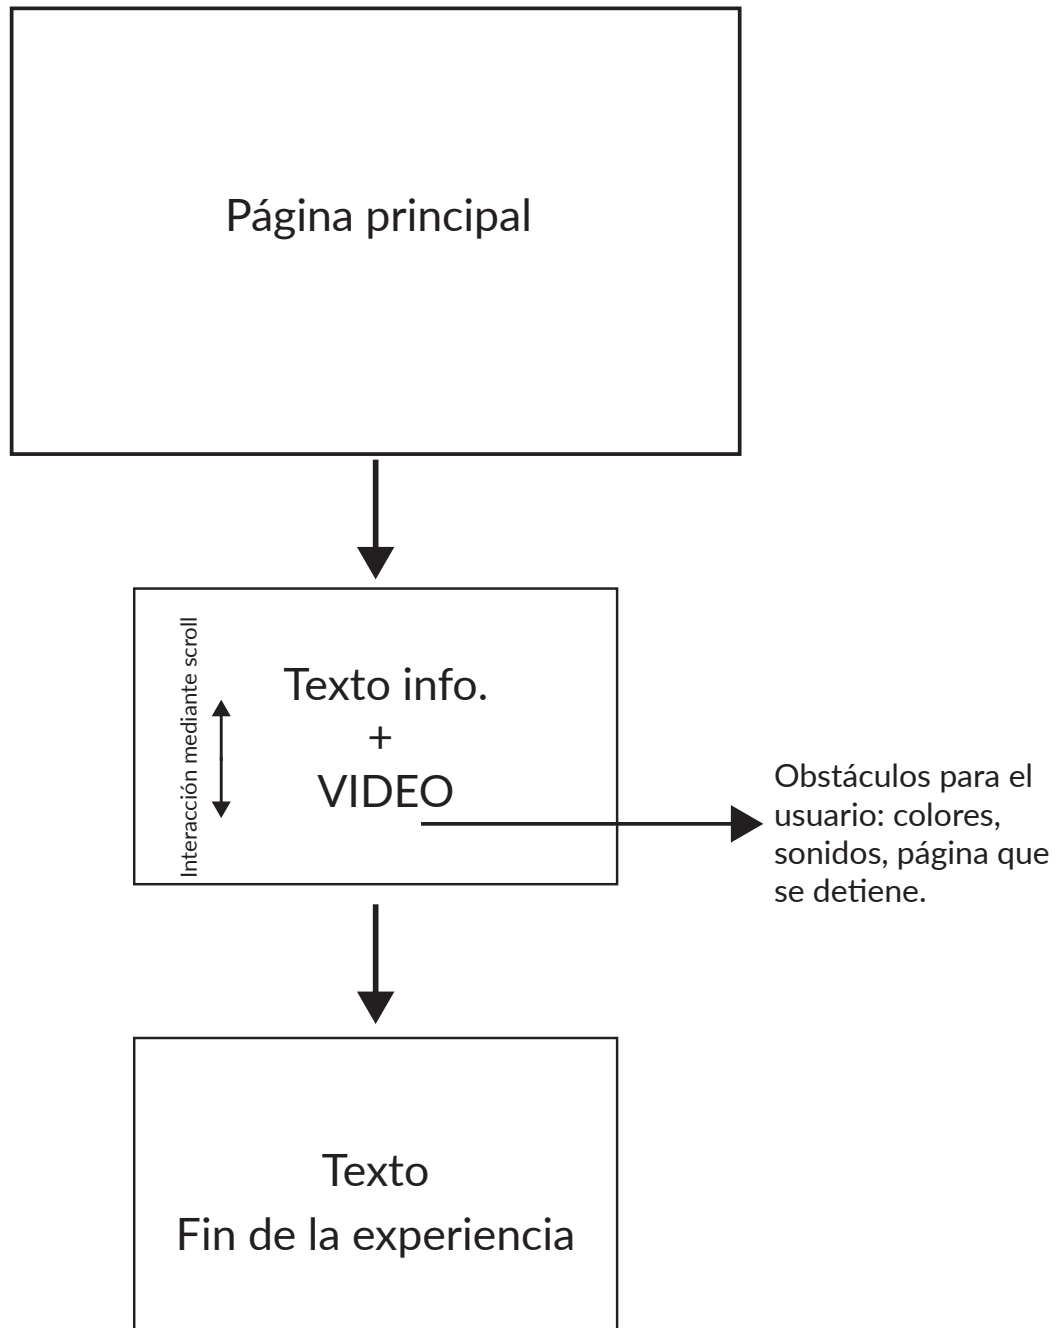 Página principal
Interacción mediante scroll
Texto info.
+
VIDEO
Obstáculos para el
usuario: colores,
sonidos, página que
se detiene.
Texto
Fin de la experiencia